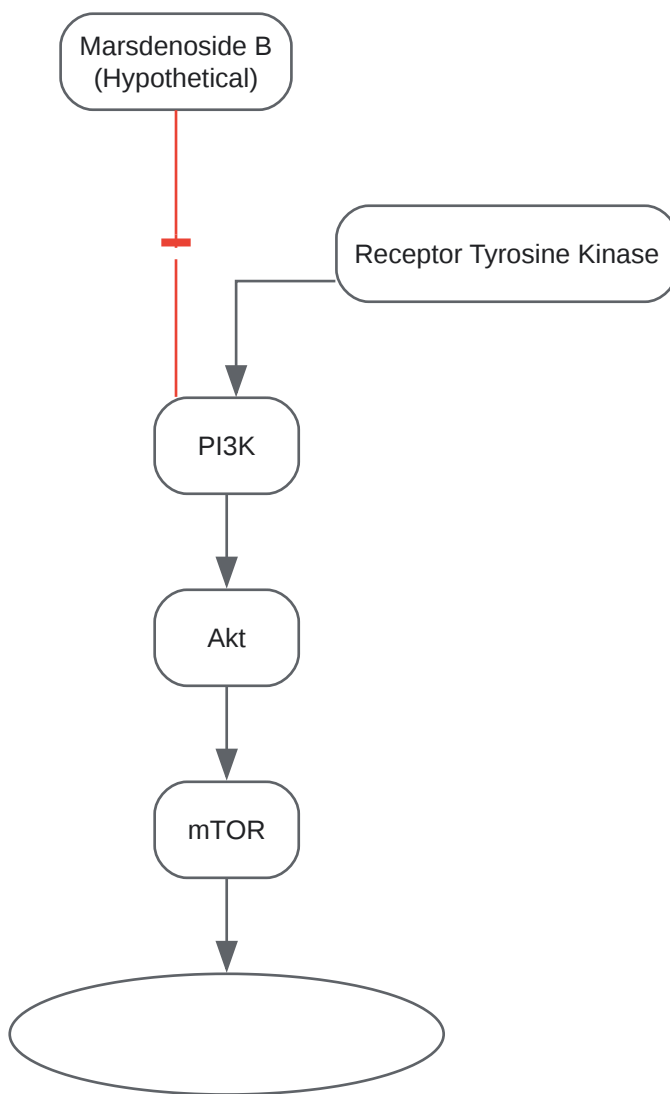 Marsdenoside B
(Hypothetical)
Receptor Tyrosine Kinase
PI3K
Akt
mTOR